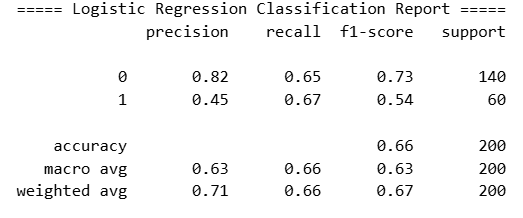 ===== Logistic Regression Classification Report =====
precision recall f1-score support
0 0.82 0.65 0.73 140
1 0.45 0.67 0.54 60
accuracy 0.66 200
macro avg 0.63 0.66 0.63 200
weighted avg 0.71 0.66 0.67 200